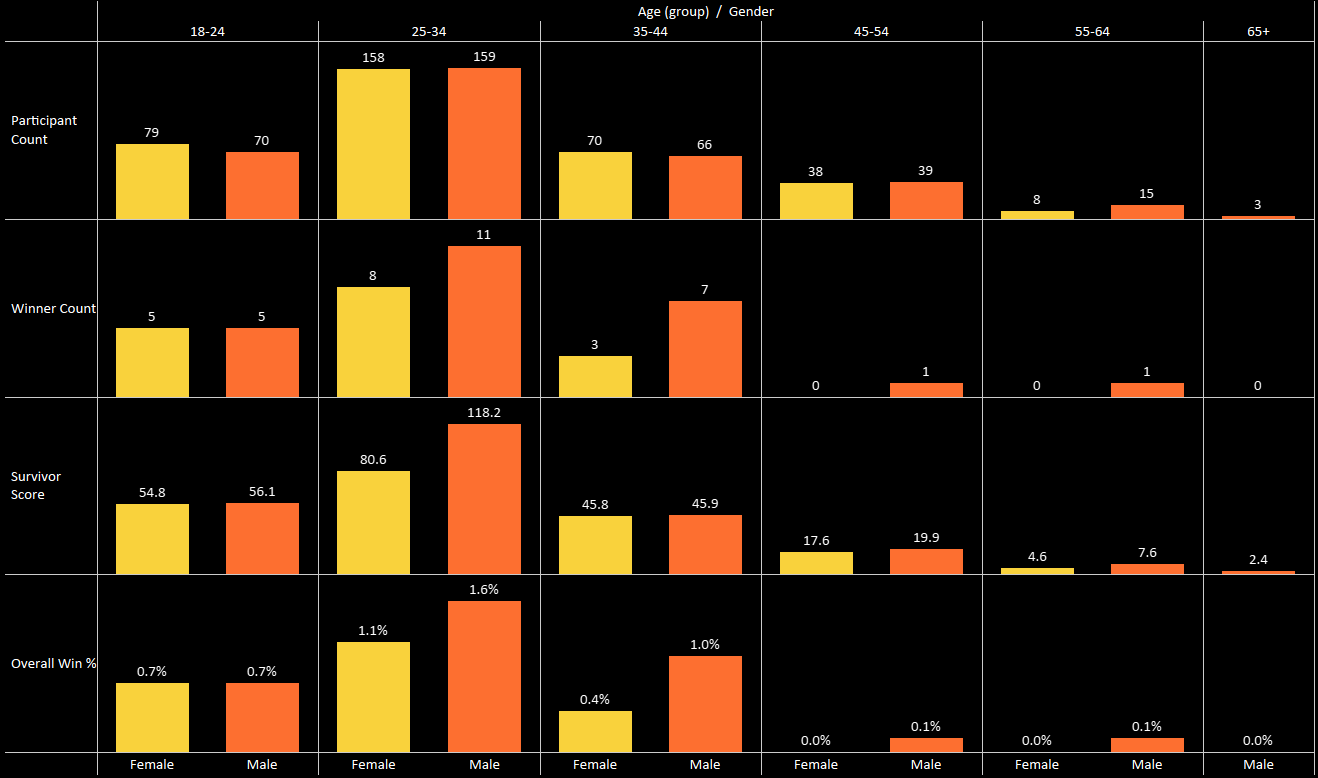 Age (group) / Gender
18-24 25-34 35-44 45-54 55-64 65+
Participant
Count
79 70 158 159 70 66 38 39 8 15 3
Winner Count
5 5 8 11 3 7 0 1 0 1 0
Survivor
Score
54.8 56.1 80.6 118.2 45.8 45.9 17.6 19.9 4.6 7.6 2.4
Overall Win %
0.7% 0.7% 1.1% 1.6% 0.4% 1.0% 0.0% 0.1% 0.0% 0.1% 0.0%
Female Male Female Male Female Male Female Male Female Male Male